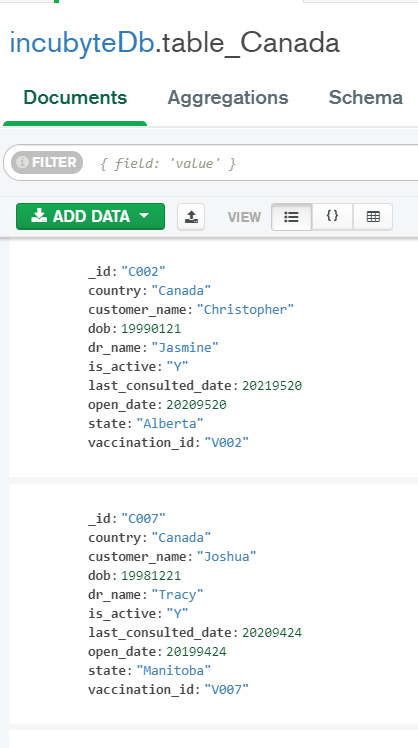 incubyteDb.table_Canada
Documents Aggregations Schema
FILTER { field: 'value' }
ADD DATA VIEW {}
_id: "C002"
country: "Canada"
customer_name: "Christopher"
dob: 19990121
dr_name: "Jasmine"
is_active: "Y"
last_consulted_date: 20219520
open_date: 20209520
state: "Alberta"
vaccination_id: "V002"
_id: "C007"
country: "Canada"
customer_name: "Joshua"
dob: 19981221
dr_name: "Tracy"
is_active: "Y"
last_consulted_date: 20209424
open_date: 20199424
state: "Manitoba"
vaccination_id: "V007"